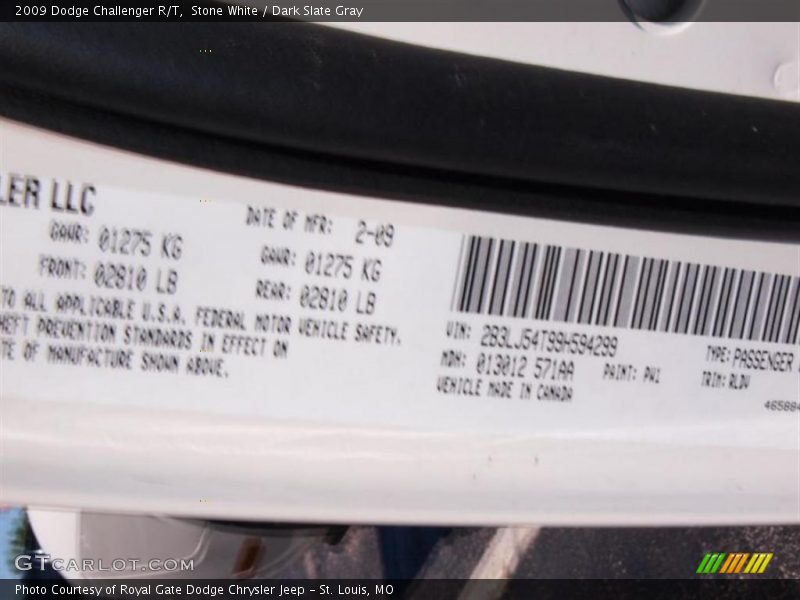 2009 Dodge Challenger R/T, Stone White / Dark Slate Gray
LER LLC
DATE OF MFR: 2-09
GAWR: 01275 KG
GAWR: 01275 KG
FRONT: 02810 LB
REAR: 02810 LB
TO ALL APPLICABLE U.S.A. FEDERAL MOTOR VEHICLE SAFETY,
HEFT PREVENTION STANDARDS IN EFFECT ON
TE OF MANUFACTURE SHOWN ABOVE.
VIN: 2B3LJ54T99H594299
TYPE: PASSENGER
MDH: 013012 571AA
PAINT: PW1
TRIM: RLDV
VEHICLE MADE IN CANADA
46588
GTcarlot.com
Photo Courtesy of Royal Gate Dodge Chrysler Jeep – St. Louis, MO